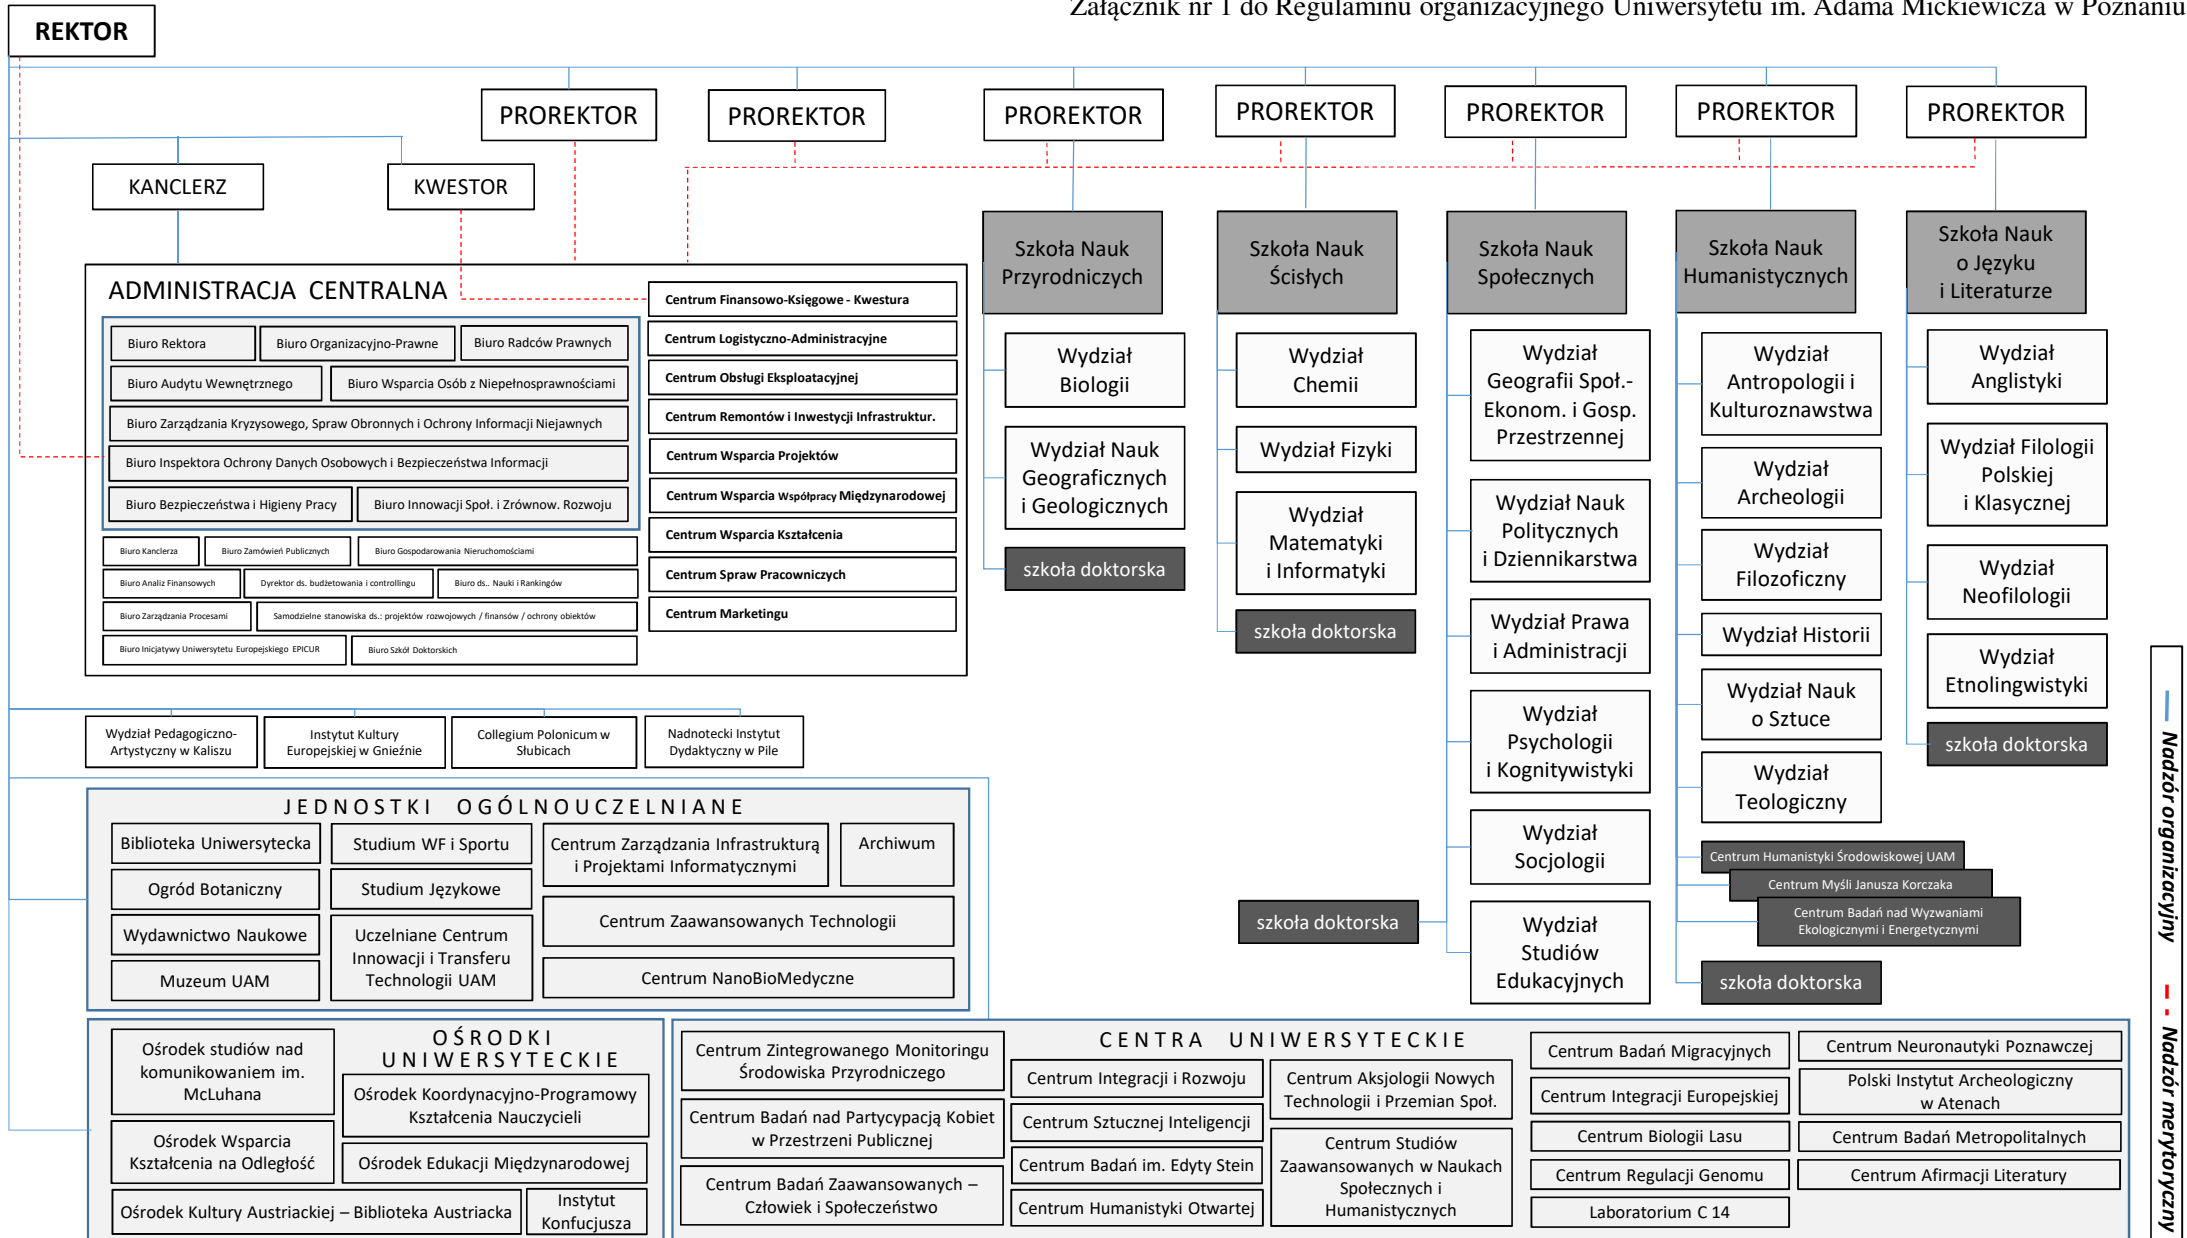 Załącznik nr 1 do Regulaminu organizacyjnego Uniwersytetu im. Adama Mickiewicza w Poznaniu
REKTOR
PROREKTOR
PROREKTOR
PROREKTOR
PROREKTOR
PROREKTOR
PROREKTOR
PROREKTOR
KANCLERZ
KWESTOR
ADMINISTRACJA CENTRALNA
Biuro Rektora
Biuro Organizacyjno-Prawne
Biuro Radców Prawnych
Biuro Audytu Wewnętrznego
Biuro Wsparcia Osób z Niepełnosprawnościami
Biuro Zarządzania Kryzysowego, Spraw Obronnych i Ochrony Informacji Niejawnych
Biuro Inspektora Ochrony Danych Osobowych i Bezpieczeństwa Informacji
Biuro Bezpieczeństwa i Higieny Pracy
Biuro Innowacji Społ. i Zrównow. Rozwoju
Biuro Kanclerza
Biuro Zamówień Publicznych
Biuro Gospodarowania Nieruchomościami
Biuro Analiz Finansowych
Dyrektor ds. budżetowania i controllingu
Biuro ds.. Nauki i Rankingów
Biuro Zarządzania Procesami
Samodzielne stanowiska ds.: projektów rozwojowych / finansów / ochrony obiektów
Biuro Inicjatywy Uniwersytetu Europejskiego EPICUR
Biuro Szkół Doktorskich
Centrum Finansowo-Księgowe - Kwestura
Centrum Logistyczno-Administracyjne
Centrum Obsługi Eksploatacyjnej
Centrum Remontów i Inwestycji Infrastruktur.
Centrum Wsparcia Projektów
Centrum Wsparcia Współpracy Międzynarodowej
Centrum Wsparcia Kształcenia
Centrum Spraw Pracowniczych
Centrum Marketingu
Szkoła Nauk
Przyrodniczych
Wydział
Biologii
Wydział Nauk
Geograficznych
i Geologicznych
szkoła doktorska
Szkoła Nauk
Ścisłych
Wydział
Chemii
Wydział Fizyki
Wydział
Matematyki
i Informatyki
szkoła doktorska
Szkoła Nauk
Społecznych
Wydział
Geografii Społ.-
Ekonom. i Gosp.
Przestrzennej
Wydział Nauk
Politycznych
i Dziennikarstwa
Wydział Prawa
i Administracji
Wydział
Psychologii
i Kognitywistyki
Wydział
Socjologii
szkoła doktorska
Wydział
Studiów
Edukacyjnych
Szkoła Nauk
Humanistycznych
Wydział
Antropologii i
Kulturoznawstwa
Wydział
Archeologii
Wydział
Filozoficzny
Wydział Historii
Wydział Nauk
o Sztuce
Wydział
Teologiczny
Centrum Humanistyki Środowiskowej UAM
Centrum Myśli Janusza Korczaka
Centrum Badań nad Wyzwaniami
Ekologicznymi i Energetycznymi
szkoła doktorska
Szkoła Nauk
o Języku
i Literaturze
Wydział
Anglistyki
Wydział Filologii
Polskiej
i Klasycznej
Wydział
Neofilologii
Wydział
Etnolingwistyki
szkoła doktorska
Wydział Pedagogiczno-
Artystyczny w Kaliszu
Instytut Kultury
Europejskiej w Gnieźnie
Collegium Polonicum w
Słubicach
Nadnotecki Instytut
Dydaktyczny w Pile
JEDNOSTKI OGÓLNOUCZELNIANE
Biblioteka Uniwersytecka
Ogród Botaniczny
Wydawnictwo Naukowe
Muzeum UAM
Studium WF i Sportu
Studium Językowe
Uczelniane Centrum
Innowacji i Transferu
Technologii UAM
Centrum Zarządzania Infrastrukturą
i Projektami Informatycznymi
Archiwum
Centrum Zaawansowanych Technologii
Centrum NanoBioMedyczne
OŚRODKI
UNIWERSYTECKIE
Ośrodek studiów nad
komunikowaniem im.
McLuhana
Ośrodek Koordynacyjno-Programowy
Kształcenia Nauczycieli
Ośrodek Wsparcia
Kształcenia na Odległość
Ośrodek Edukacji Międzynarodowej
Ośrodek Kultury Austriackiej – Biblioteka Austriacka
Instytut
Konfucjusza
CENTRA UNIWERSYTECKIE
Centrum Zintegrowanego Monitoringu
Środowiska Przyrodniczego
Centrum Badań nad Partycypacją Kobiet
w Przestrzeni Publicznej
Centrum Badań Zaawansowanych –
Człowiek i Społeczeństwo
Centrum Integracji i Rozwoju
Centrum Sztucznej Inteligencji
Centrum Badań im. Edyty Stein
Centrum Humanistyki Otwartej
Centrum Aksjologii Nowych
Technologii i Przemian Społ.
Centrum Studiów
Zaawansowanych w Naukach
Społecznych i
Humanistycznych
Centrum Badań Migracyjnych
Centrum Integracji Europejskiej
Centrum Biologii Lasu
Centrum Regulacji Genomu
Laboratorium C 14
Centrum Neuronautyki Poznawczej
Polski Instytut Archeologiczny
w Atenach
Centrum Badań Metropolitalnych
Centrum Afirmacji Literatury
Nadzór organizacyjny
Nadzór merytoryczny